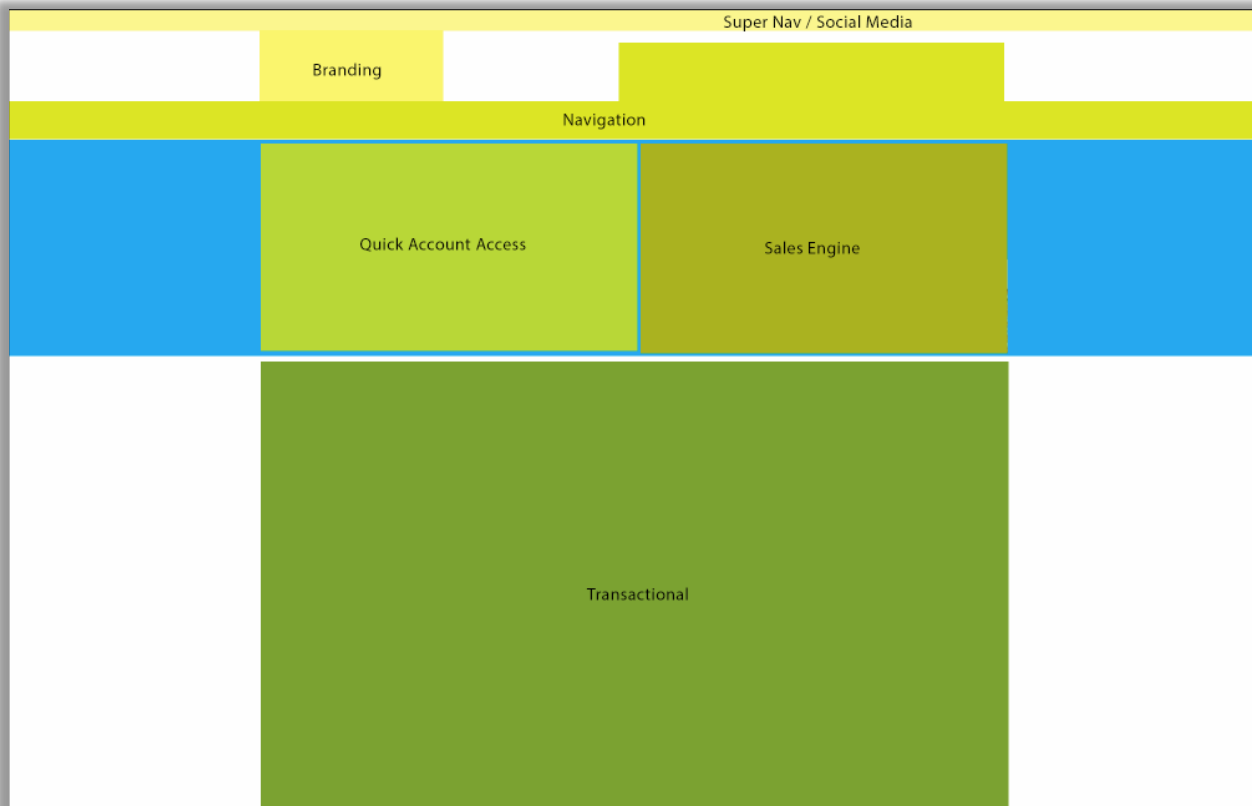 Super Nav / Social Media
Branding
Navigation
Quick Account Access
Sales Engine
Transactional